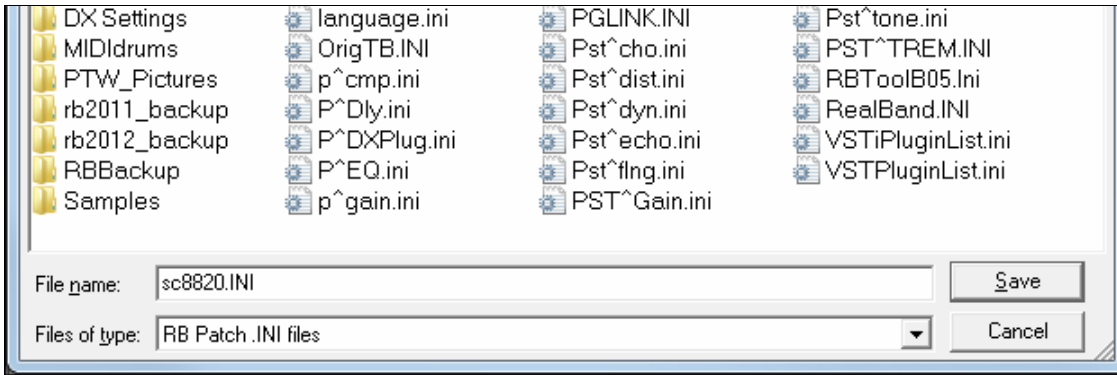 DX Settings language.ini PGLINK.INI Pst^tone.ini
MIDIdrums OrigTB.INI Pst^cho.ini PST^TREM.INI
PTW_Pictures p^cmp.ini Pst^dist.ini RBToolB05.Ini
rb2011_backup P^Dly.ini Pst^dyn.ini RealBand.INI
rb2012_backup P^DXPlug.ini Pst^echo.ini VSTiPluginList.ini
RBBackup P^EQ.ini Pst^flng.ini VSTPluginList.ini
Samples p^gain.ini PST^Gain.ini
File name: sc8820.INI Save
Files of type: RB Patch .INI files Cancel